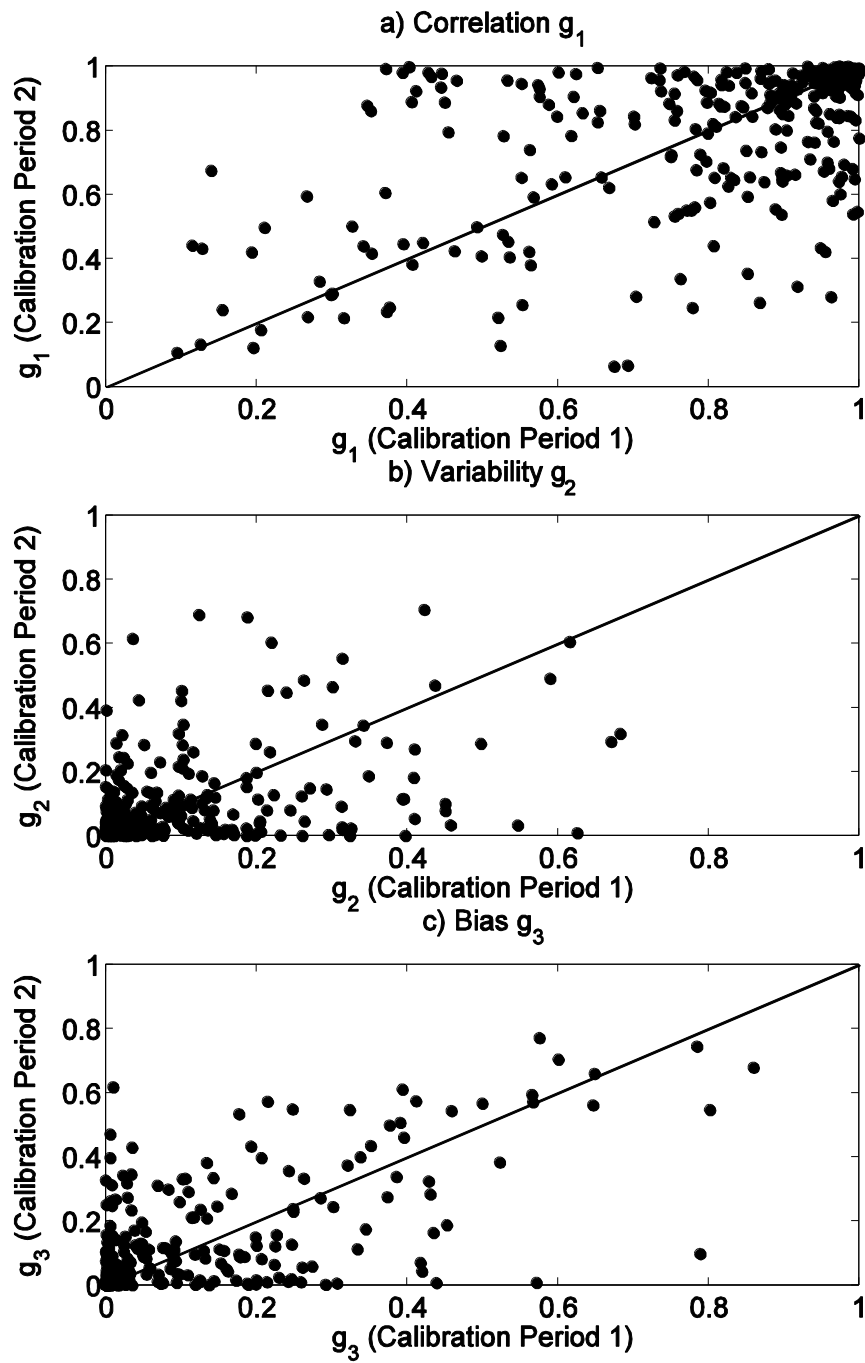 a) Correlation g1
1
0.8
0.6
0.4
0.2
0
g1 (Calibration Period 2)
0 0.2 0.4 0.6 0.8 1
g1 (Calibration Period 1)
b) Variability g2
1
0.8
0.6
0.4
0.2
0
g2 (Calibration Period 2)
0 0.2 0.4 0.6 0.8 1
g2 (Calibration Period 1)
c) Bias g3
1
0.8
0.6
0.4
0.2
0
g3 (Calibration Period 2)
0 0.2 0.4 0.6 0.8 1
g3 (Calibration Period 1)